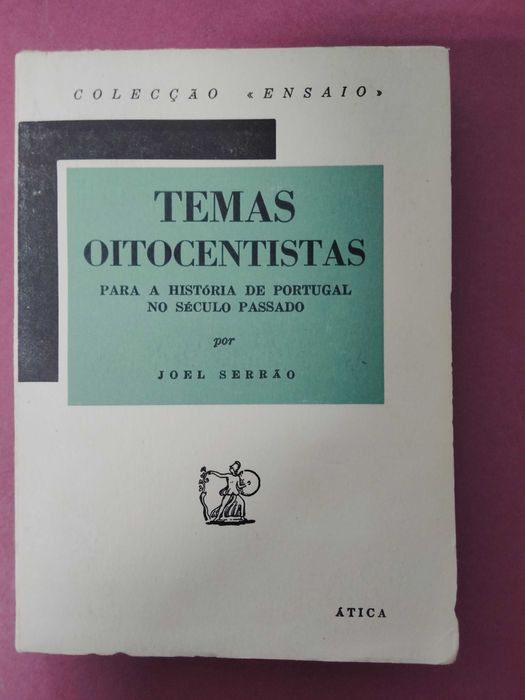 COLECÇÃO «ENSAIO»
TEMAS
OITOCENTISTAS
PARA A HISTÓRIA DE PORTUGAL
NO SÉCULO PASSADO
por
JOEL SERRÃO
ÁTICA